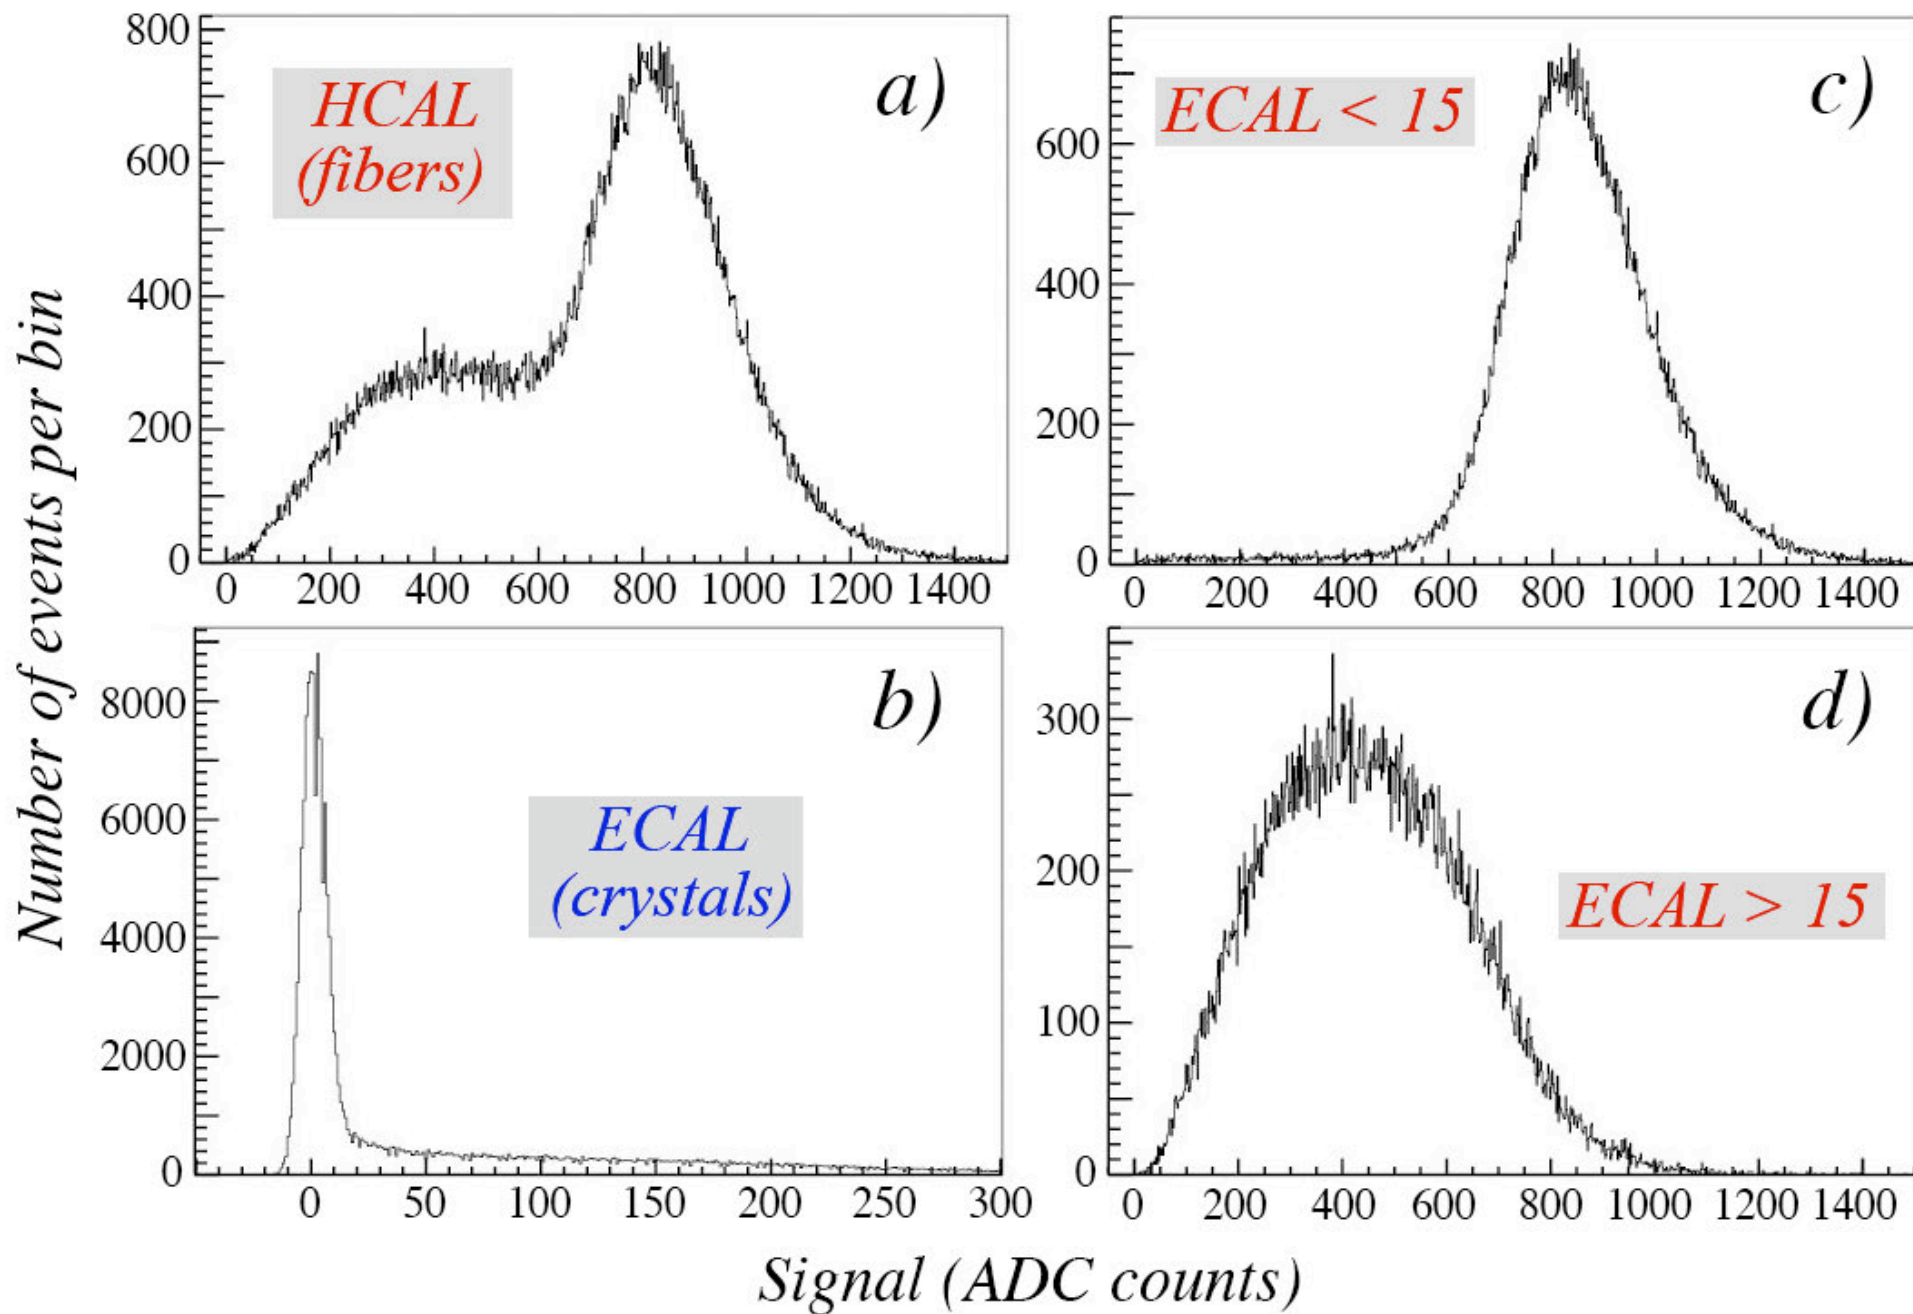 Number of events per bin
800
600
400
200
0
0 200 400 600 800 1000 1200 1400
HCAL
(fibers)
a)
600
400
200
0
0 200 400 600 800 1000 1200 1400
ECAL < 15
c)
8000
6000
4000
2000
0
0 50 100 150 200 250 300
b)
ECAL
(crystals)
300
200
100
0
0 200 400 600 800 1000 1200 1400
d)
ECAL > 15
Signal (ADC counts)